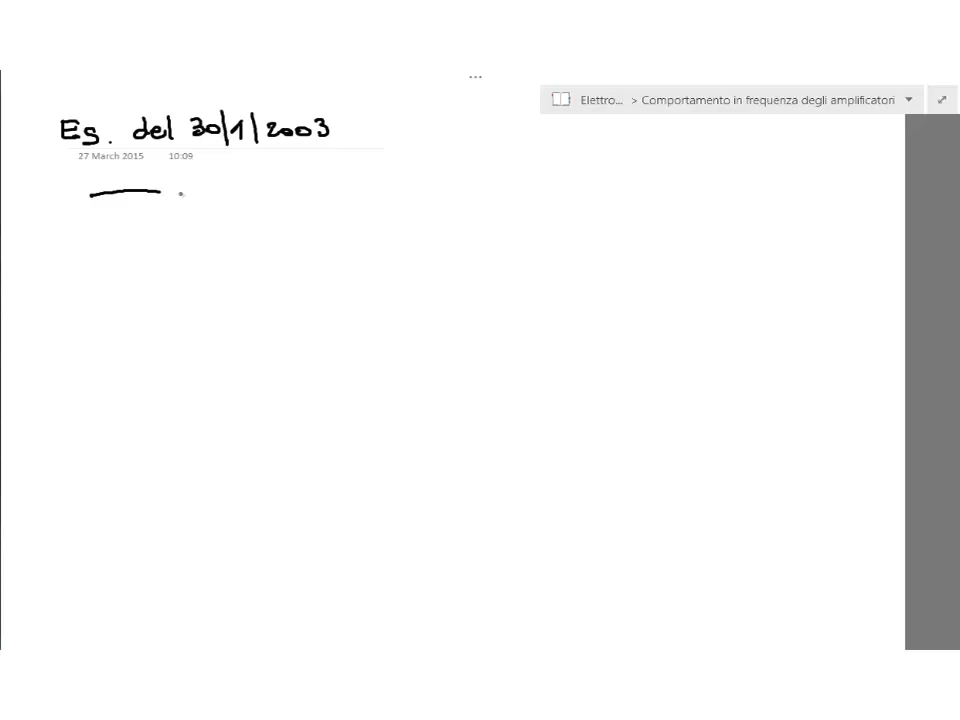 ...
Elettro... > Comportamento in frequenza degli amplificatori
Es. del 30/1/2003
27 March 2015 10:09